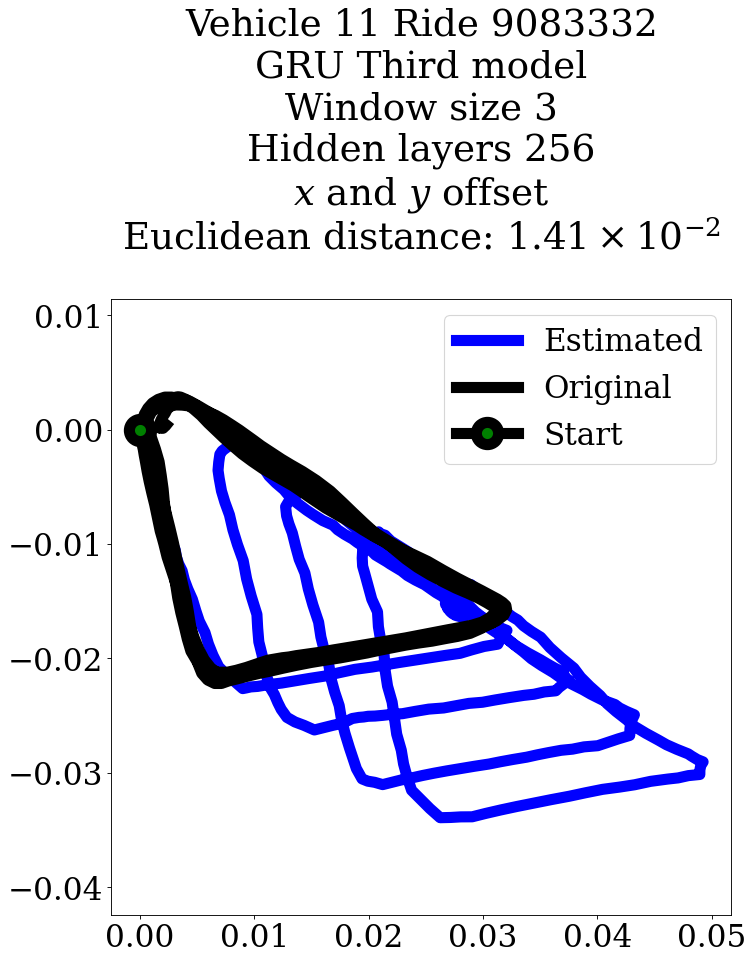 Vehicle 11 Ride 9083332
GRU Third model
Window size 3
Hidden layers 256
x and y offset
Euclidean distance: 1.41 × 10⁻²
Estimated
Original
Start
0.01
0.00
−0.01
−0.02
−0.03
−0.04
0.00 0.01 0.02 0.03 0.04 0.05